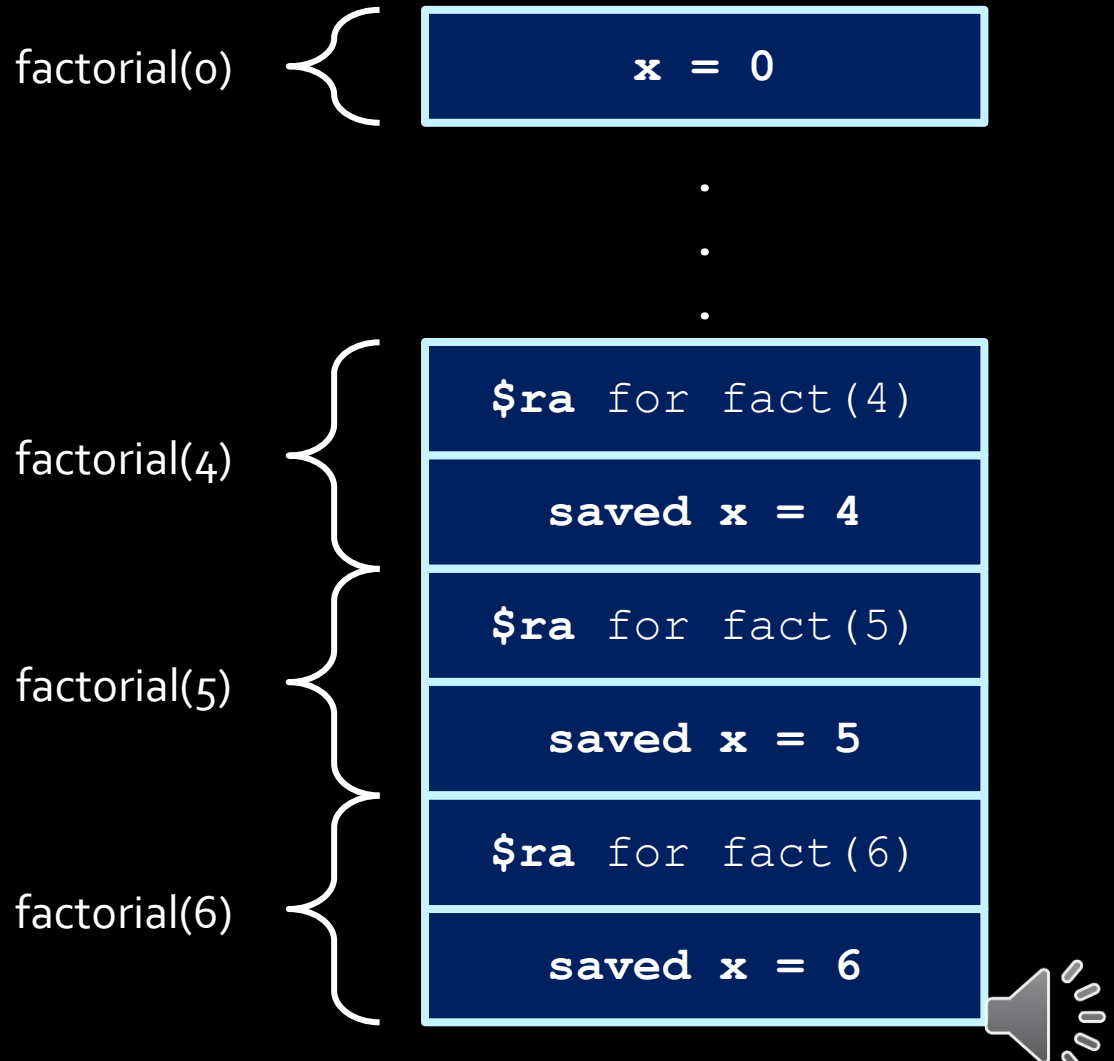 factorial(0)
x = 0
.
.
.
factorial(4)
$ra for fact(4)
saved x = 4
factorial(5)
$ra for fact(5)
saved x = 5
factorial(6)
$ra for fact(6)
saved x = 6